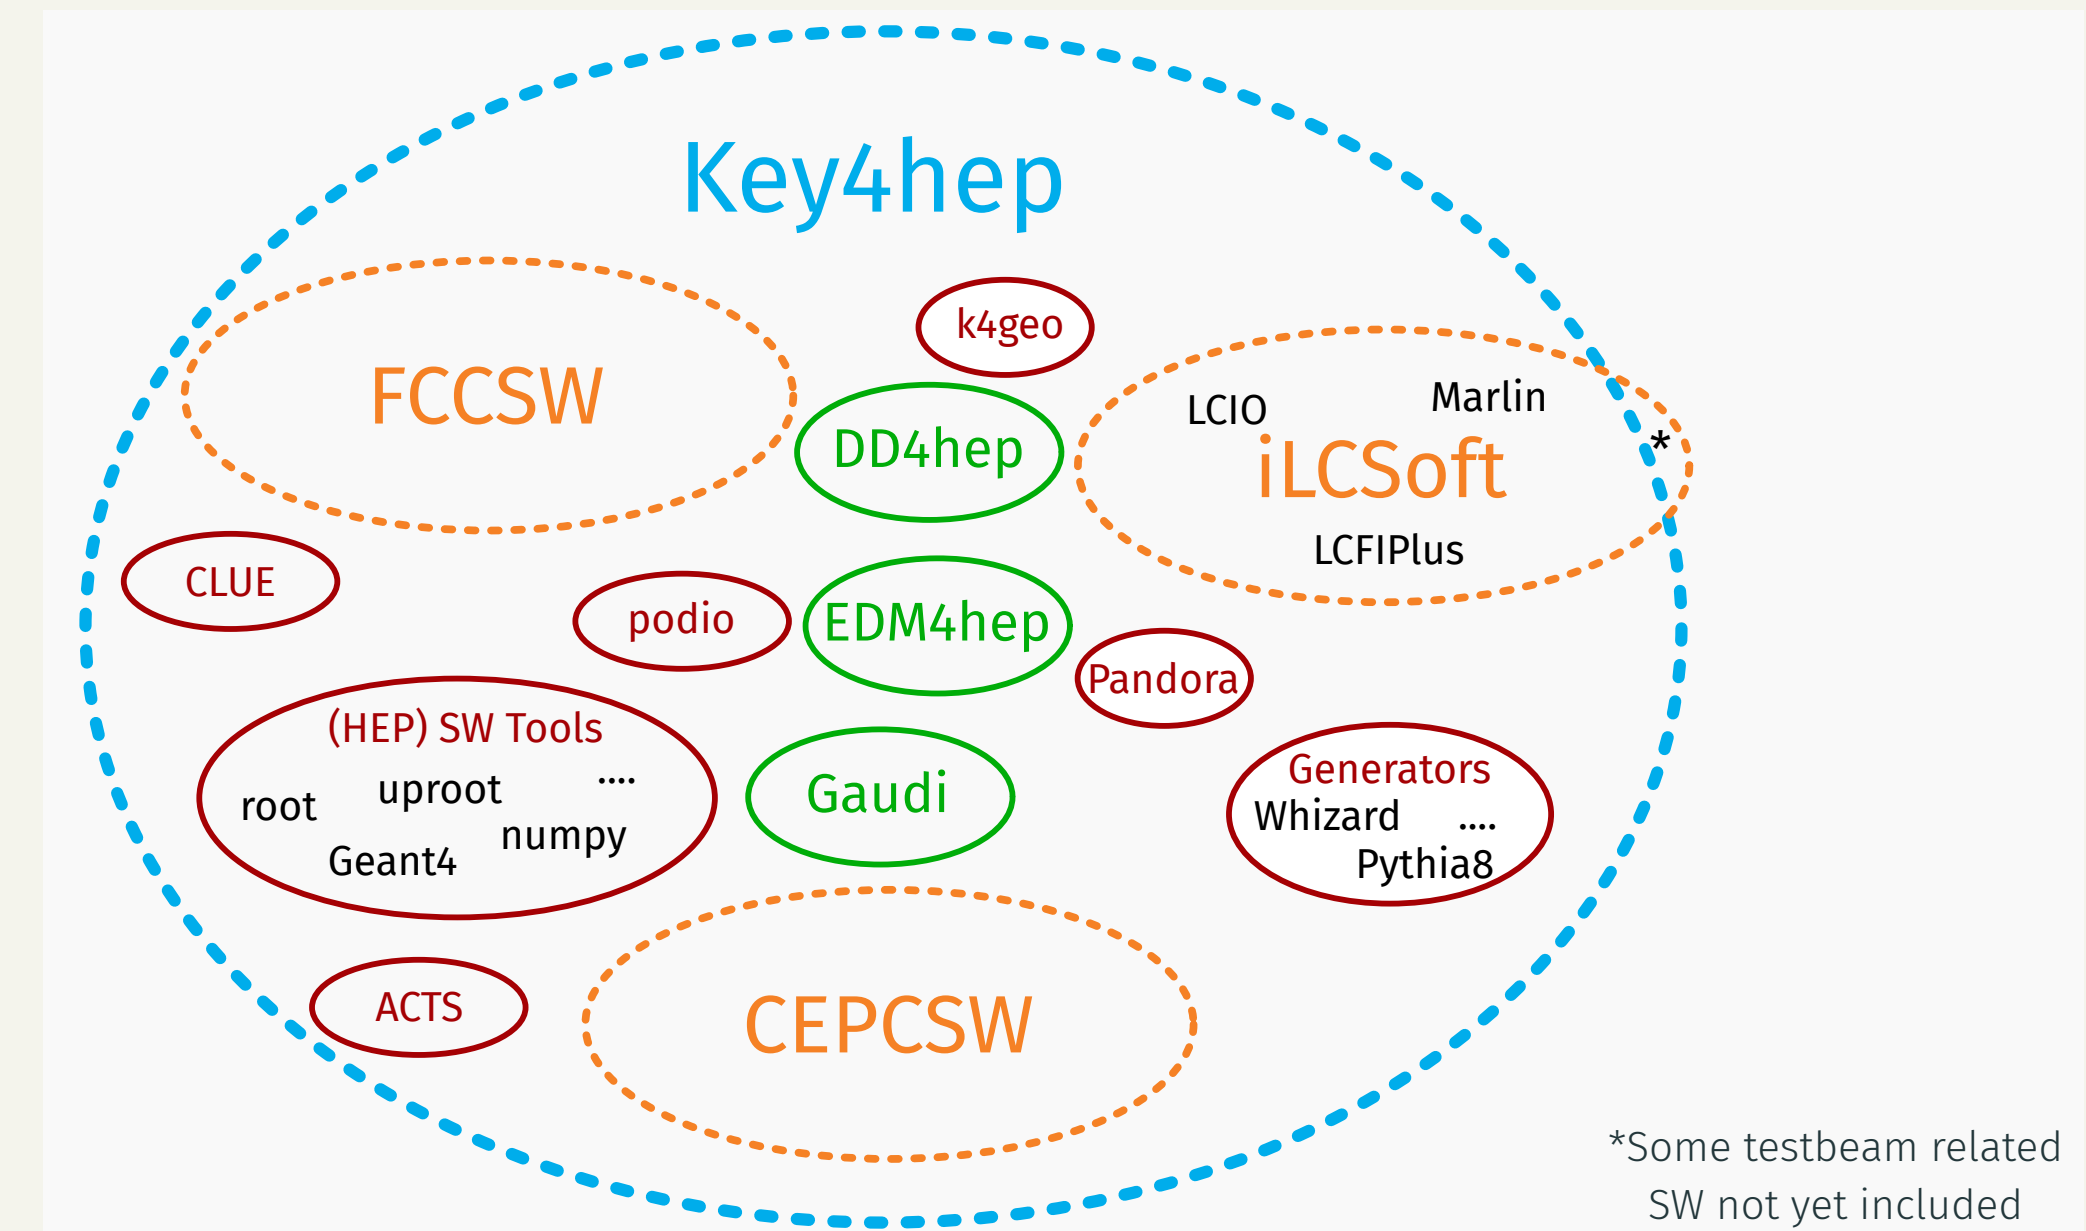 Key4hep
k4geo
FCCSW
DD4hep
LCIO
Marlin
*
iLCSoft
LCFIPlus
CLUE
podio
EDM4hep
Pandora
(HEP) SW Tools
root
uproot
....
numpy
Geant4
Gaudi
Generators
Whizard
....
Pythia8
ACTS
CEPCSW
*Some testbeam related
SW not yet included